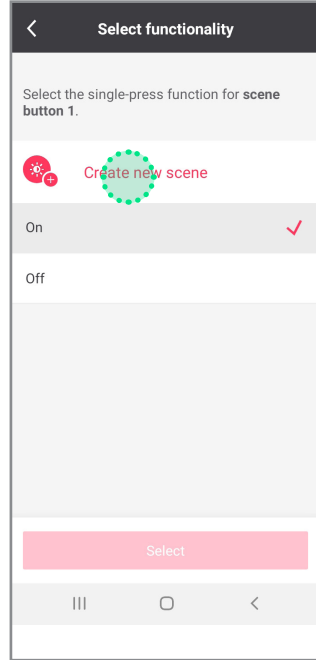 Select functionality
Select the single-press function for scene
button 1.
Create new scene
On
Off
Select